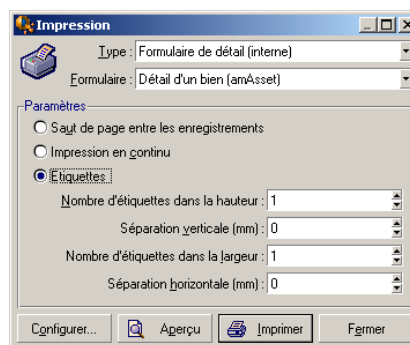 Impression
Type : Formulaire de détail (interne)
Formulaire : Détail d'un bien (amAsset)
Paramètres
Saut de page entre les enregistrements
Impression en continu
Etiquettes
Nombre d'étiquettes dans la hauteur : 1
Séparation verticale (mm) : 0
Nombre d'étiquettes dans la largeur : 1
Séparation horizontale (mm) : 0
Configurer... Aperçu Imprimer Fermer